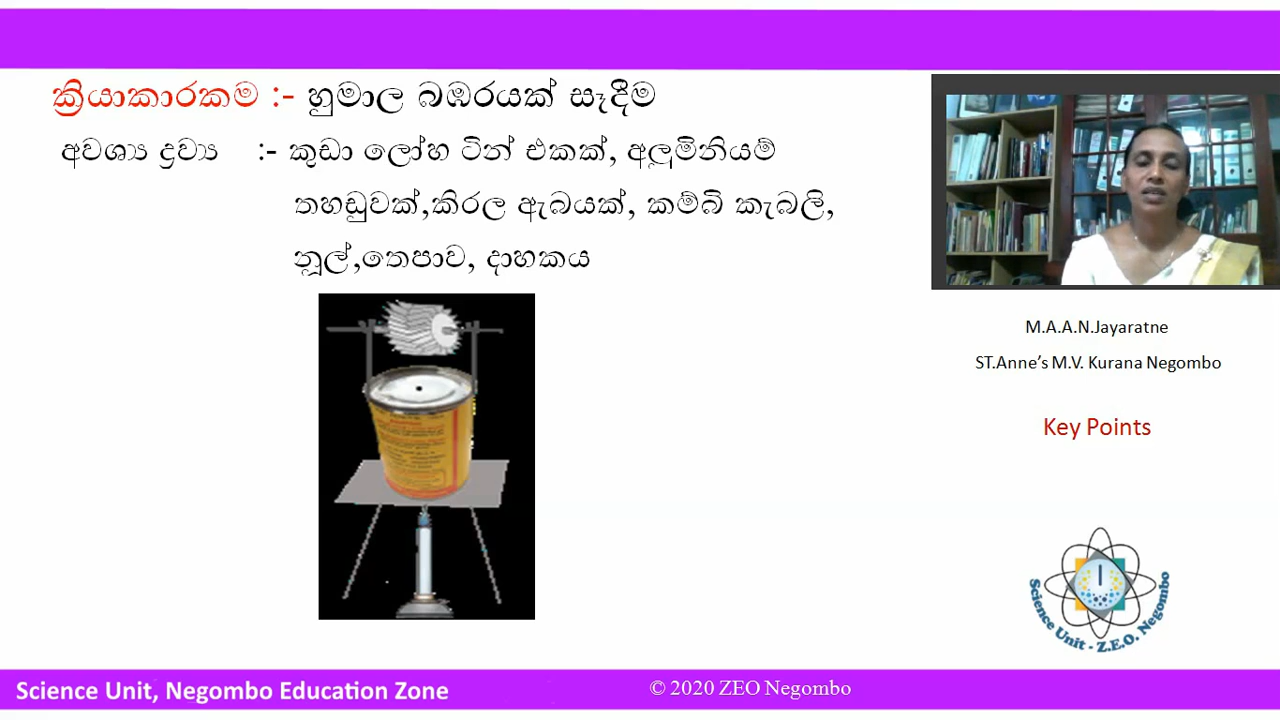 ක්‍රියාකාරකම :- හුමාල බඹරයක් සෑදීම
අවශ්‍ය ද්‍රව්‍ය :- කුඩා ලෝහ ටින් එකක්, අලුමිනියම්
තහඩුවක්,කිරල ඇබයක්, කම්බි කැබලි,
නූල්,තෙපාව, දාහකය
M.A.A.N.Jayaratne
ST.Anne’s M.V. Kurana Negombo
Key Points
Science Unit - Z.E.O. Negombo
Science Unit, Negombo Education Zone
© 2020 ZEO Negombo